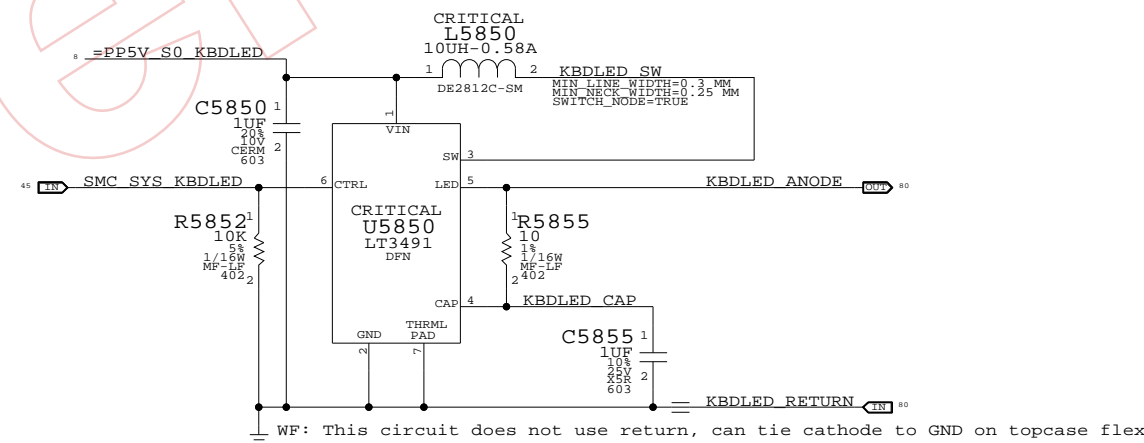 CRITICAL
L5850
10UH-0.58A
8 =PP5V_S0_KBDLED
1 2 KBDLED_SW
DE2812C-SM
MIN_LINE_WIDTH=0.3 MM
MIN_NECK_WIDTH=0.25 MM
SWITCH_NODE=TRUE
C5850 1
1UF
20%
10V
CERM 2
603
1
VIN
SW 3
45 IN SMC_SYS_KBDLED 6 CTRL
LED 5 KBDLED_ANODE OUT 80
CRITICAL
U5850
LT3491
DFN
R5852 1
10K
5%
1/16W
MF-LF
402 2
1 R5855
10
1%
1/16W
MF-LF
2 402
CAP 4 KBDLED_CAP
GND
THRML
PAD
2 7
C5855 1
1UF
10%
25V
X5R 2
603
KBDLED_RETURN IN 80
WF: This circuit does not use return, can tie cathode to GND on topcase flex